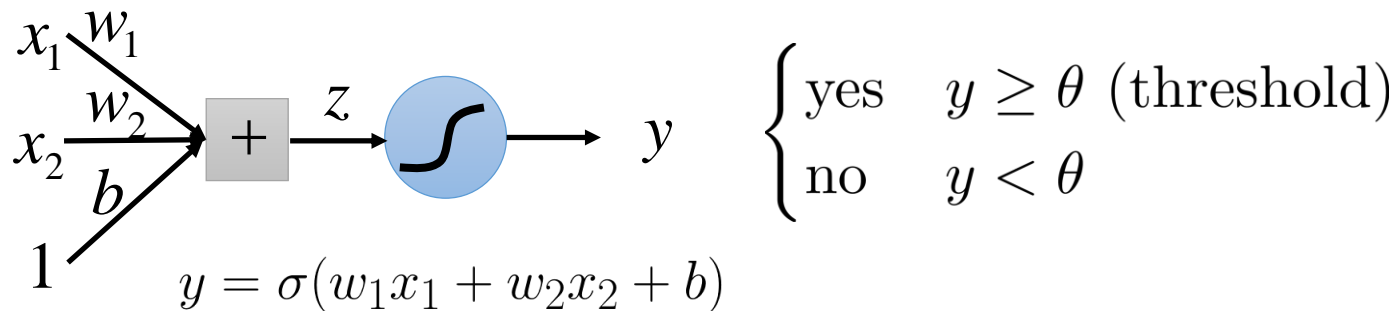 x₁ w₁
w₂
x₂ + z y
b
1
y = σ(w₁x₁ + w₂x₂ + b)
yes y ≥ θ (threshold)
no y < θ